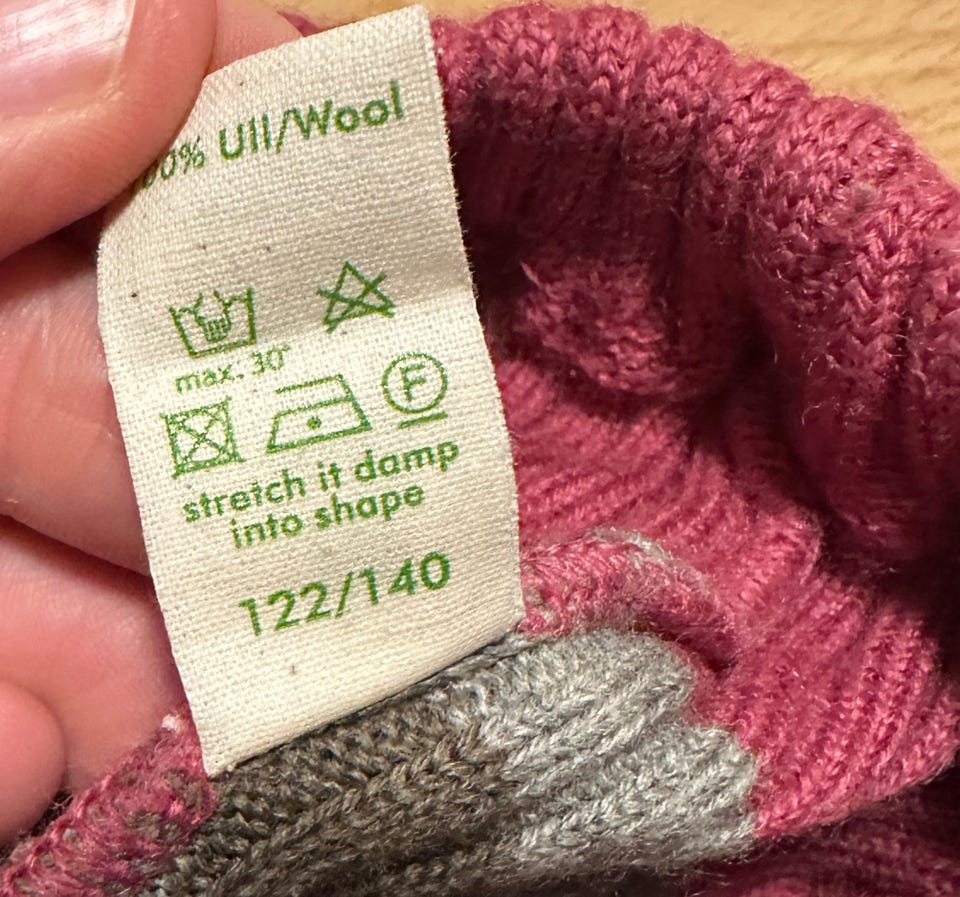 00% Ull/Wool
max. 30°
F
stretch it damp
into shape
122/140